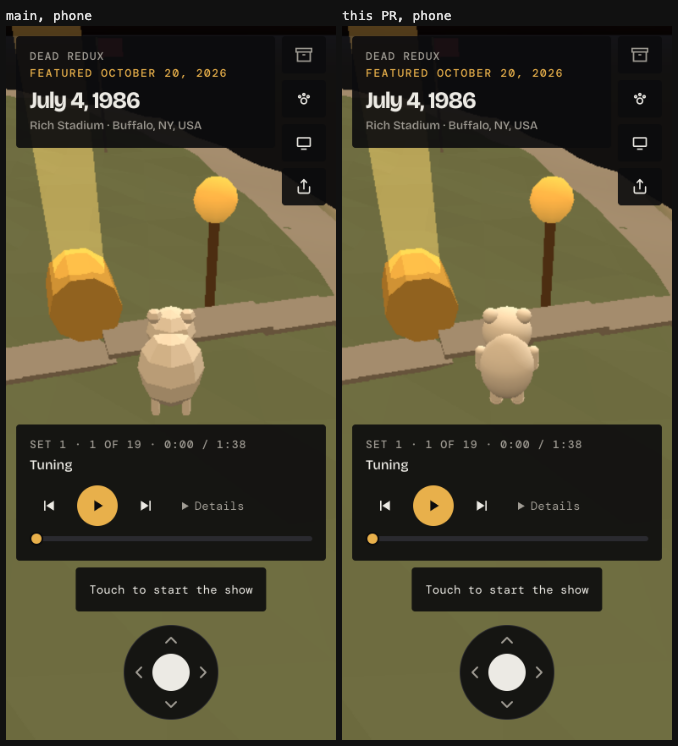 main, phone
DEAD REDUX
FEATURED OCTOBER 20, 2026
July 4, 1986
Rich Stadium · Buffalo, NY, USA
SET 1 · 1 OF 19 · 0:00 / 1:38
Tuning
Details
Touch to start the show
this PR, phone
DEAD REDUX
FEATURED OCTOBER 20, 2026
July 4, 1986
Rich Stadium · Buffalo, NY, USA
SET 1 · 1 OF 19 · 0:00 / 1:38
Tuning
Details
Touch to start the show